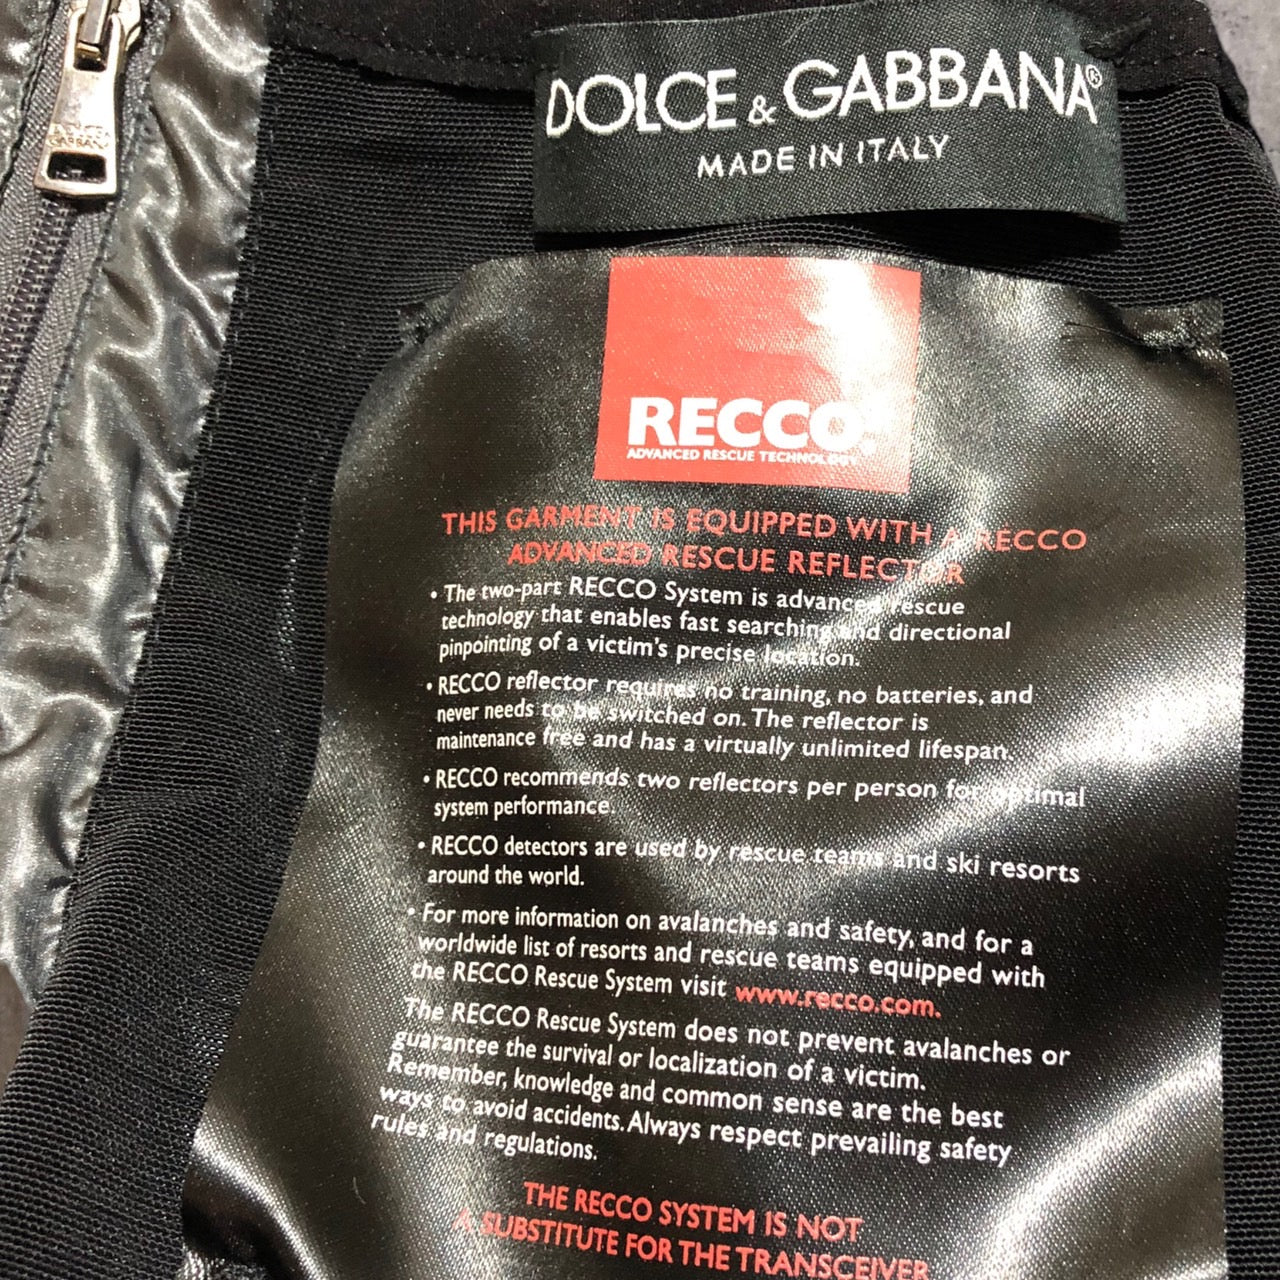 DOLCE & GABBANA®
MADE IN ITALY
DOLCE
GABBANA
RECCO®
ADVANCED RESCUE TECHNOLOGY
THIS GARMENT IS EQUIPPED WITH A RECCO
ADVANCED RESCUE REFLECTOR
• The two-part RECCO System is advanced rescue
technology that enables fast searching and directional
pinpointing of a victim's precise location.
• RECCO reflector requires no training, no batteries, and
never needs to be switched on. The reflector is
maintenance free and has a virtually unlimited lifespan.
• RECCO recommends two reflectors per person for optimal
system performance.
• RECCO detectors are used by rescue teams and ski resorts
around the world.
• For more information on avalanches and safety, and for a
worldwide list of resorts and rescue teams equipped with
the RECCO Rescue System visit www.recco.com.
The RECCO Rescue System does not prevent avalanches or
guarantee the survival or localization of a victim.
Remember, knowledge and common sense are the best
ways to avoid accidents. Always respect prevailing safety
rules and regulations.
THE RECCO SYSTEM IS NOT
A SUBSTITUTE FOR THE TRANSCEIVER